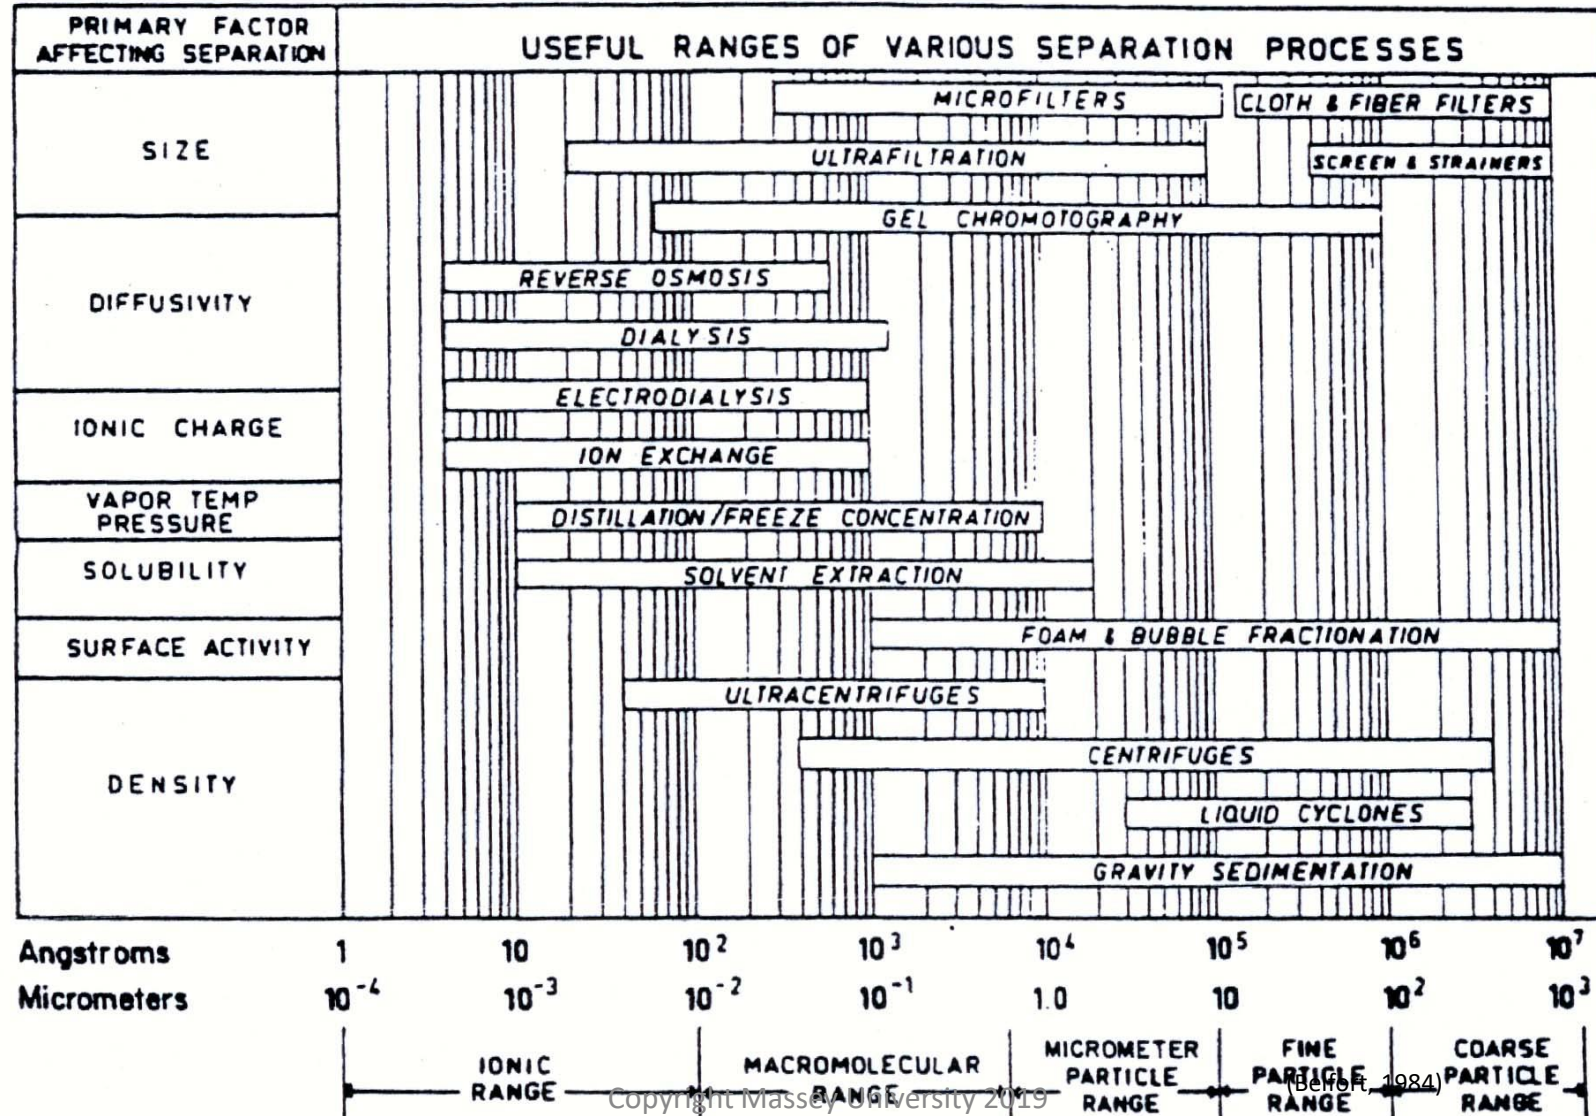 PRIMARY FACTOR
AFFECTING SEPARATION
USEFUL RANGES OF VARIOUS SEPARATION PROCESSES
SIZE
MICROFILTERS
CLOTH & FIBER FILTERS
ULTRAFILTRATION
SCREEN & STRAINERS
GEL CHROMOTOGRAPHY
DIFFUSIVITY
REVERSE OSMOSIS
DIALYSIS
IONIC CHARGE
ELECTRODIALYSIS
ION EXCHANGE
VAPOR TEMP
PRESSURE
DISTILLATION/FREEZE CONCENTRATION
SOLUBILITY
SOLVENT EXTRACTION
SURFACE ACTIVITY
FOAM & BUBBLE FRACTIONATION
DENSITY
ULTRACENTRIFUGES
CENTRIFUGES
LIQUID CYCLONES
GRAVITY SEDIMENTATION
Angstroms 1 10 10² 10³ 10⁴ 10⁵ 10⁶ 10⁷
Micrometers 10⁻⁴ 10⁻³ 10⁻² 10⁻¹ 1.0 10 10² 10³
IONIC
RANGE
MACROMOLECULAR
RANGE
MICROMETER
PARTICLE
RANGE
FINE
PARTICLE
RANGE
COARSE
PARTICLE
RANGE
(Belfort, 1984)
Copyright Massey University 2019